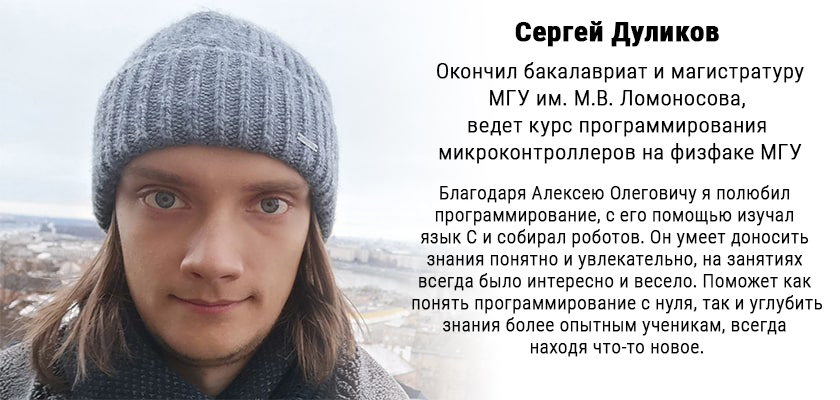 Сергей Дуликов
Окончил бакалавриат и магистратуру
МГУ им. М.В. Ломоносова,
ведет курс программирования
микроконтроллеров на физфаке МГУ
Благодаря Алексею Олеговичу я полюбил
программирование, с его помощью изучал
язык С и собирал роботов. Он умеет доносить
знания понятно и увлекательно, на занятиях
всегда было интересно и весело. Поможет как
понять программирование с нуля, так и углубить
знания более опытным ученикам, всегда
находя что-то новое.